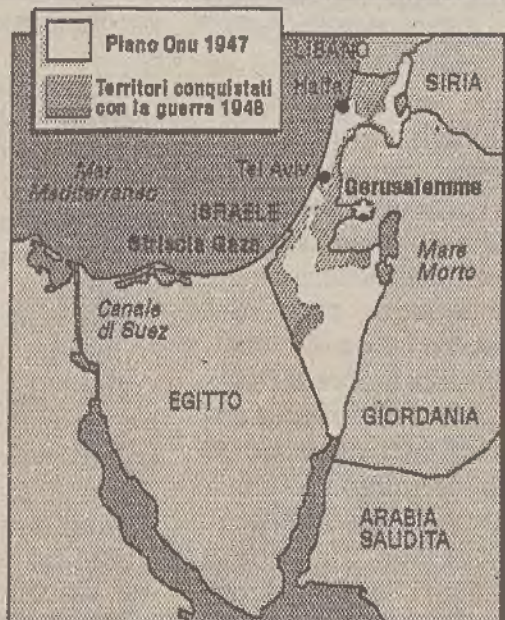 Piano Onu 1947
Territori conquistati
con la guerra 1948
LIBANO
Haifa
SIRIA
Mar
Mediterraneo
Tel Aviv
Gerusalemme
ISRAELE
Striscia Gaza
Mare
Morto
Canale
di Suez
EGITTO
GIORDANIA
ARABIA
SAUDITA